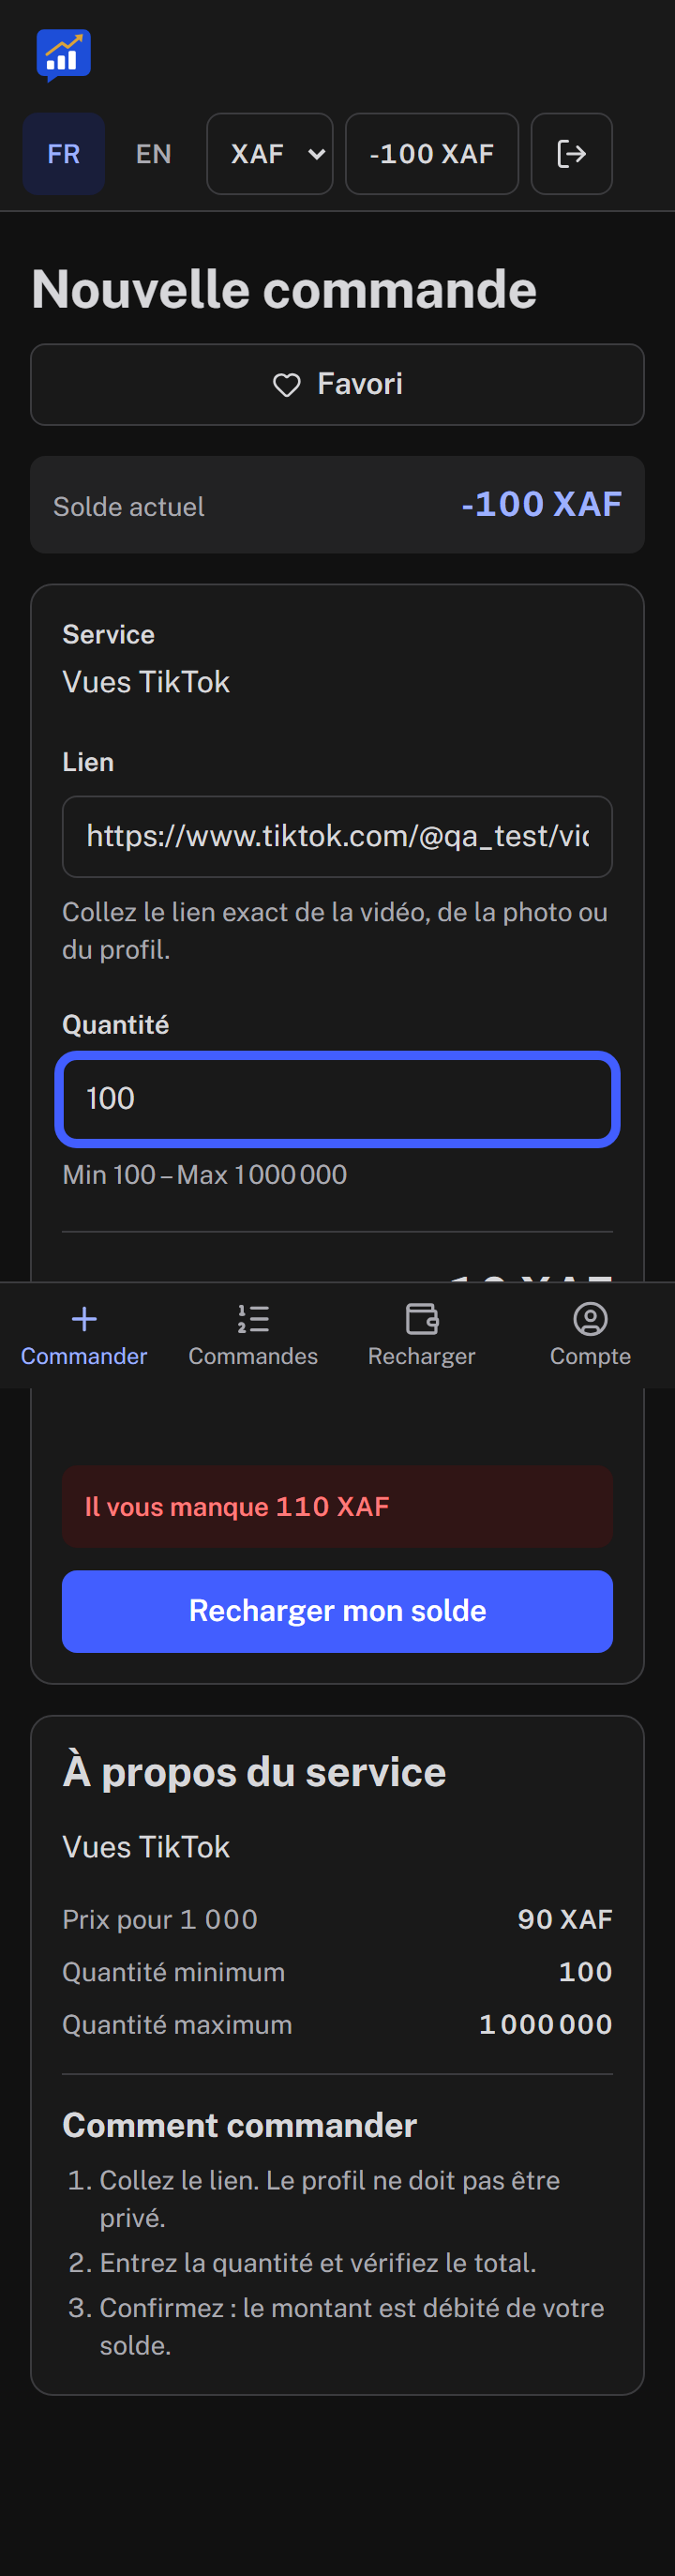 FR
EN
XAF
-100 XAF
Nouvelle commande
Favori
Solde actuel
-100 XAF
Service
Vues TikTok
Lien
https://www.tiktok.com/@qa_test/vid
Collez le lien exact de la vidéo, de la photo ou
du profil.
Quantité
100
Min 100 – Max 1 000 000
Commander
Commandes
Recharger
Compte
Il vous manque 110 XAF
Recharger mon solde
À propos du service
Vues TikTok
Prix pour 1 000
90 XAF
Quantité minimum
100
Quantité maximum
1 000 000
Comment commander
1. Collez le lien. Le profil ne doit pas être
privé.
2. Entrez la quantité et vérifiez le total.
3. Confirmez : le montant est débité de votre
solde.